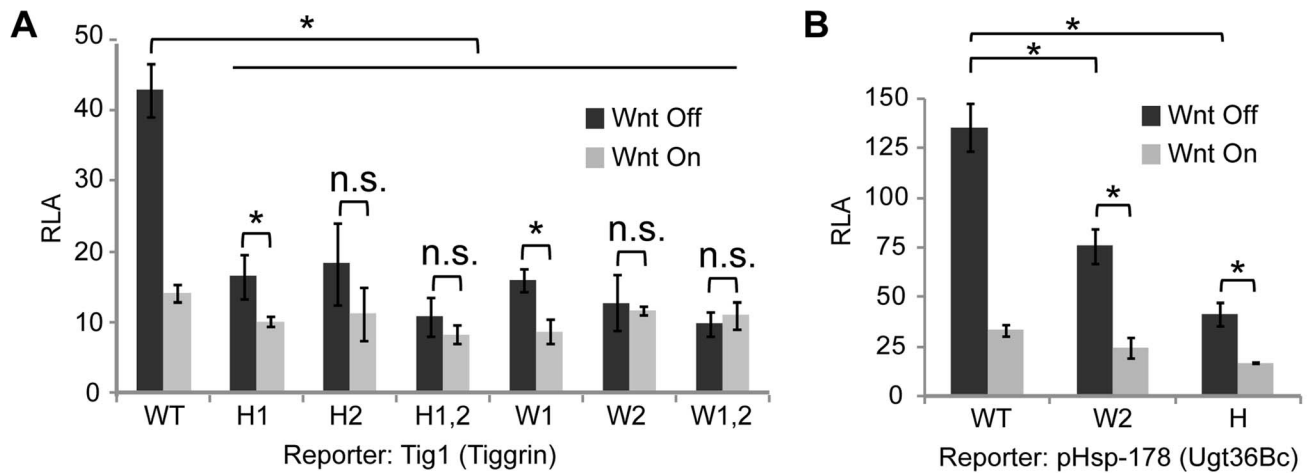 A
*
50
40
30
20
10
0
RLA
Wnt Off
Wnt On
*
n.s.
n.s.
*
n.s.
n.s.
WT H1 H2 H1,2 W1 W2 W1,2
Reporter: Tig1 (Tiggrin)
B
*
*
150
125
100
75
50
25
0
RLA
Wnt Off
Wnt On
*
*
WT W2 H
Reporter: pHsp-178 (Ugt36Bc)